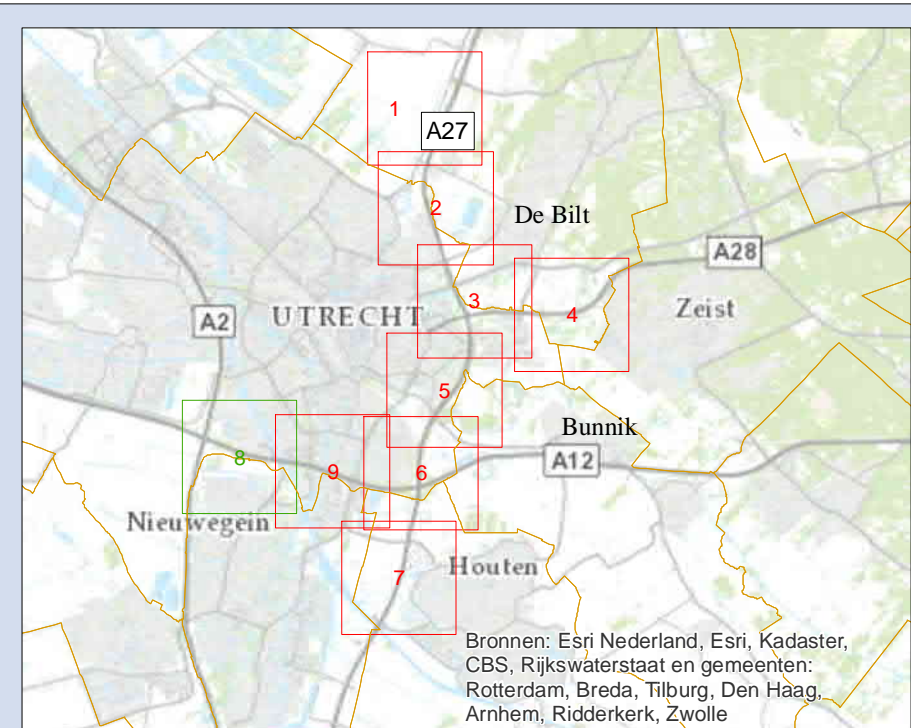 1
A27
2
De Bilt
A28
3
4
Zeist
A2
UTRECHT
5
Bunnik
A12
8
9
6
Nieuwegein
Houten
7
Bronnen: Esri Nederland, Esri, Kadaster,
CBS, Rijkswaterstaat en gemeenten:
Rotterdam, Breda, Tilburg, Den Haag,
Arnhem, Ridderkerk, Zwolle